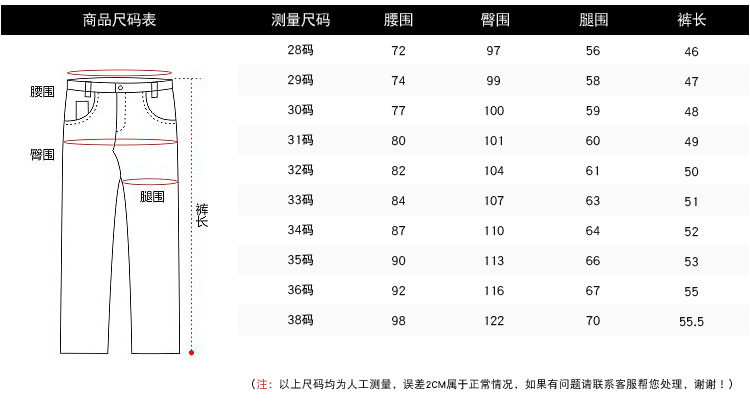 商品尺码表 测量尺码 腰围 臀围 腿围 裤长
28码 72 97 56 46
29码 74 99 58 47
30码 77 100 59 48
31码 80 101 60 49
32码 82 104 61 50
33码 84 107 63 51
34码 87 110 64 52
35码 90 113 66 53
36码 92 116 67 55
38码 98 122 70 55.5
腰围
臀围
腿围
裤长
（注：以上尺码均为人工测量，误差2CM属于正常情况，如果有问题请联系客服帮您处理，谢谢！）